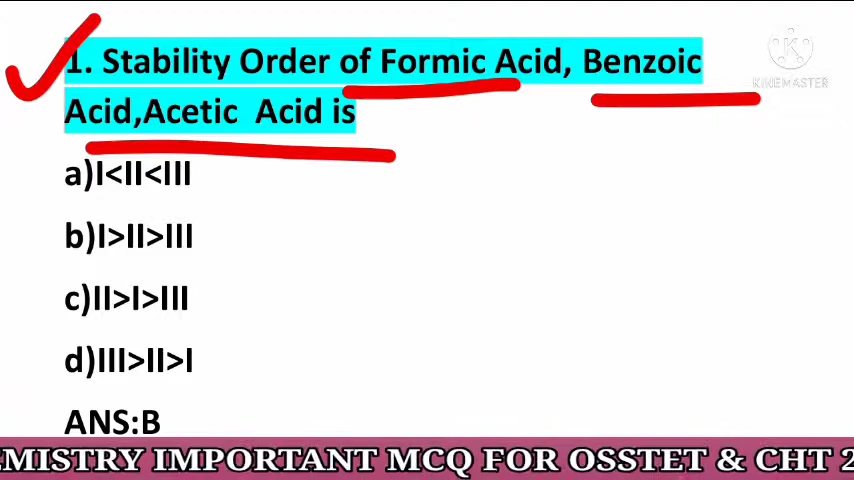 1. Stability Order of Formic Acid, Benzoic
KINEMASTER
Acid,Acetic Acid is
a)I<II<III
b)I>II>III
c)II>I>III
d)III>II>I
ANS:B
EMISTRY IMPORTANT MCQ FOR OSSTET & CHT 2